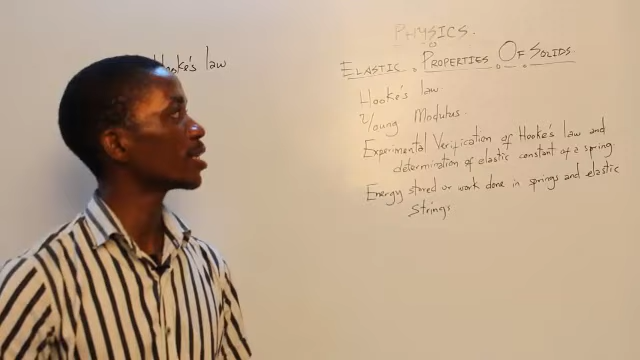 PHYSICS.
ELASTIC PROPERTIES OF SOLIDS.
Hooke's law
Hooke's law.
Young Modulus.
Experimental Verification of Hooke's law and
determination of elastic constant of a spring
Energy stored or work done in springs and elastic
strings